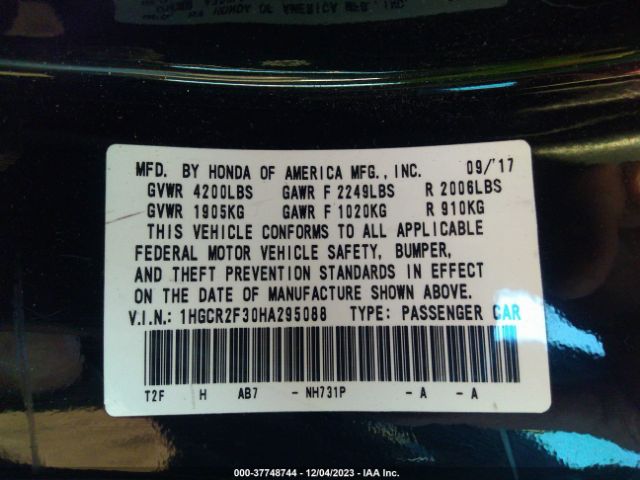 MFD. BY HONDA OF AMERICA MFG., INC. 09/'17
GVWR 4200LBS GAWR F 2249LBS R 2006LBS
GVWR 1905KG GAWR F 1020KG R 910KG
THIS VEHICLE CONFORMS TO ALL APPLICABLE
FEDERAL MOTOR VEHICLE SAFETY, BUMPER,
AND THEFT PREVENTION STANDARDS IN EFFECT
ON THE DATE OF MANUFACTURE SHOWN ABOVE.
V.I.N.: 1HGCR2F30HA295088 TYPE: PASSENGER CAR
T2F H AB7 - NH731P - A - A
000-37748744 - 12/04/2023 - IAA Inc.